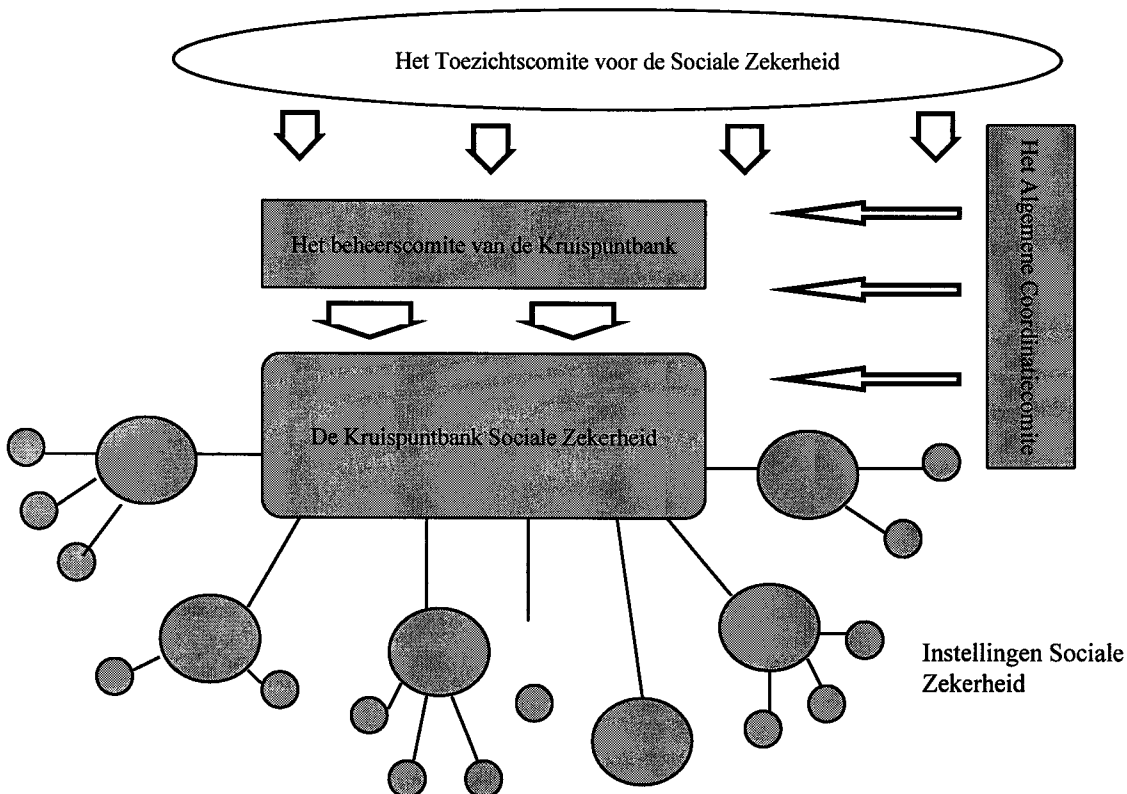 Het Toezichtscomite voor de Sociale Zekerheid
Het Algemene Coordinatiecomite
Het beheerscomite van de Kruispuntbank
De Kruispuntbank Sociale Zekerheid
Instellingen Sociale
Zekerheid